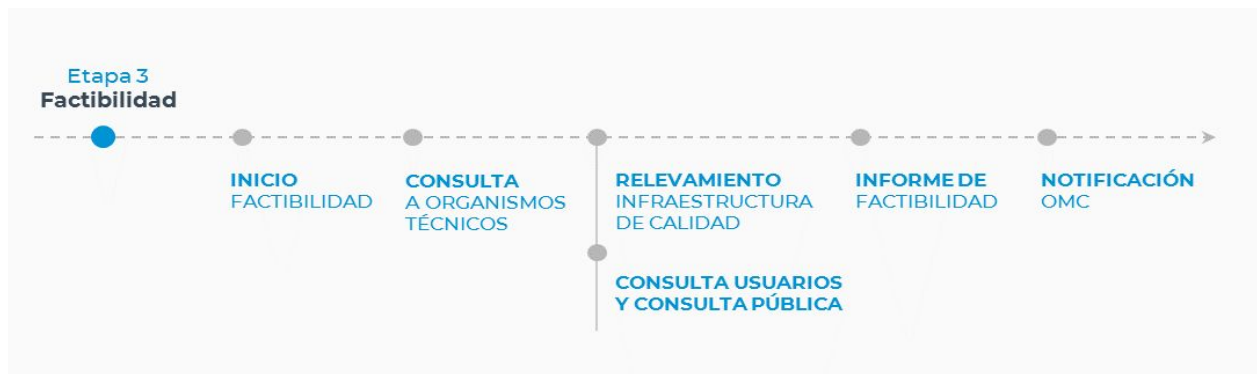 Etapa 3
Factibilidad
INICIO
FACTIBILIDAD
CONSULTA
A ORGANISMOS
TÉCNICOS
RELEVAMIENTO
INFRAESTRUCTURA
DE CALIDAD
CONSULTA USUARIOS
Y CONSULTA PÚBLICA
INFORME DE
FACTIBILIDAD
NOTIFICACIÓN
OMC